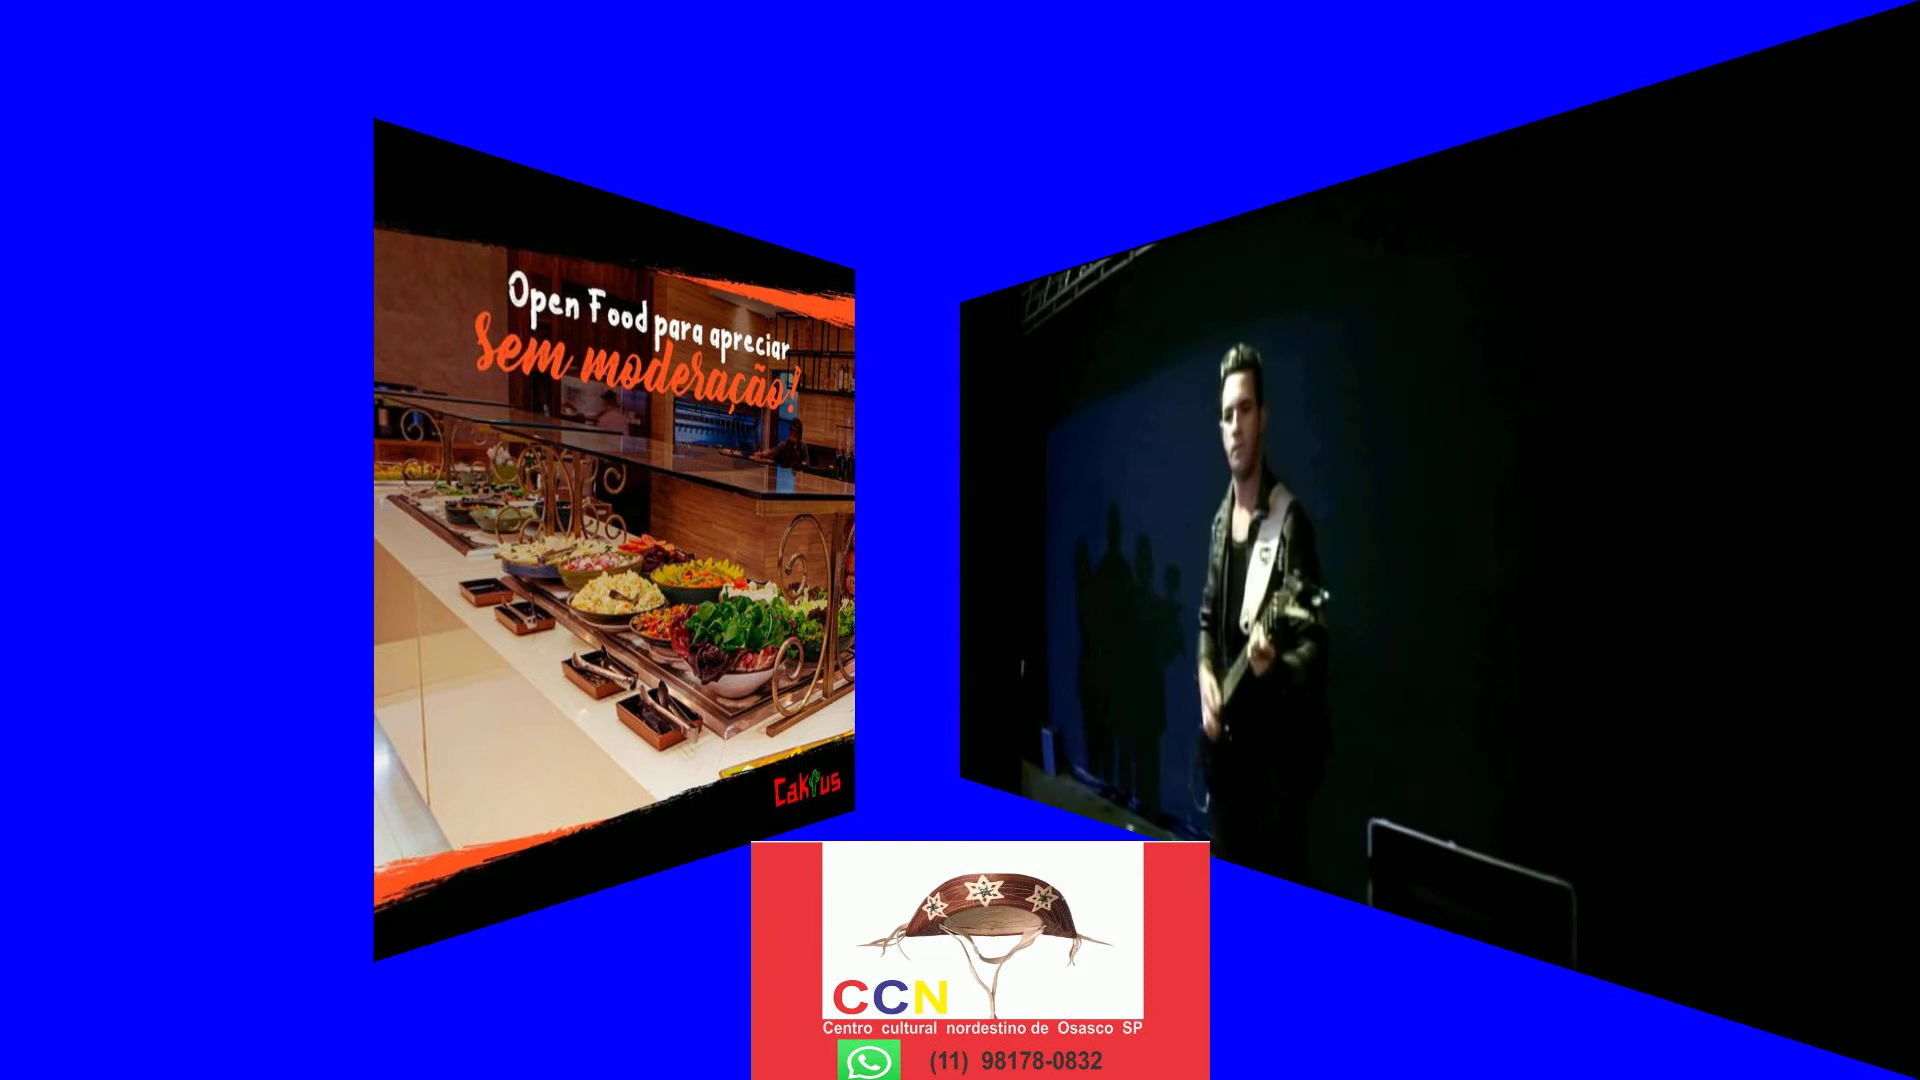 Open Food para apreciar
Sem moderação!
Caktus
CCN
Centro cultural nordestino de Osasco SP
(11) 98178-0832